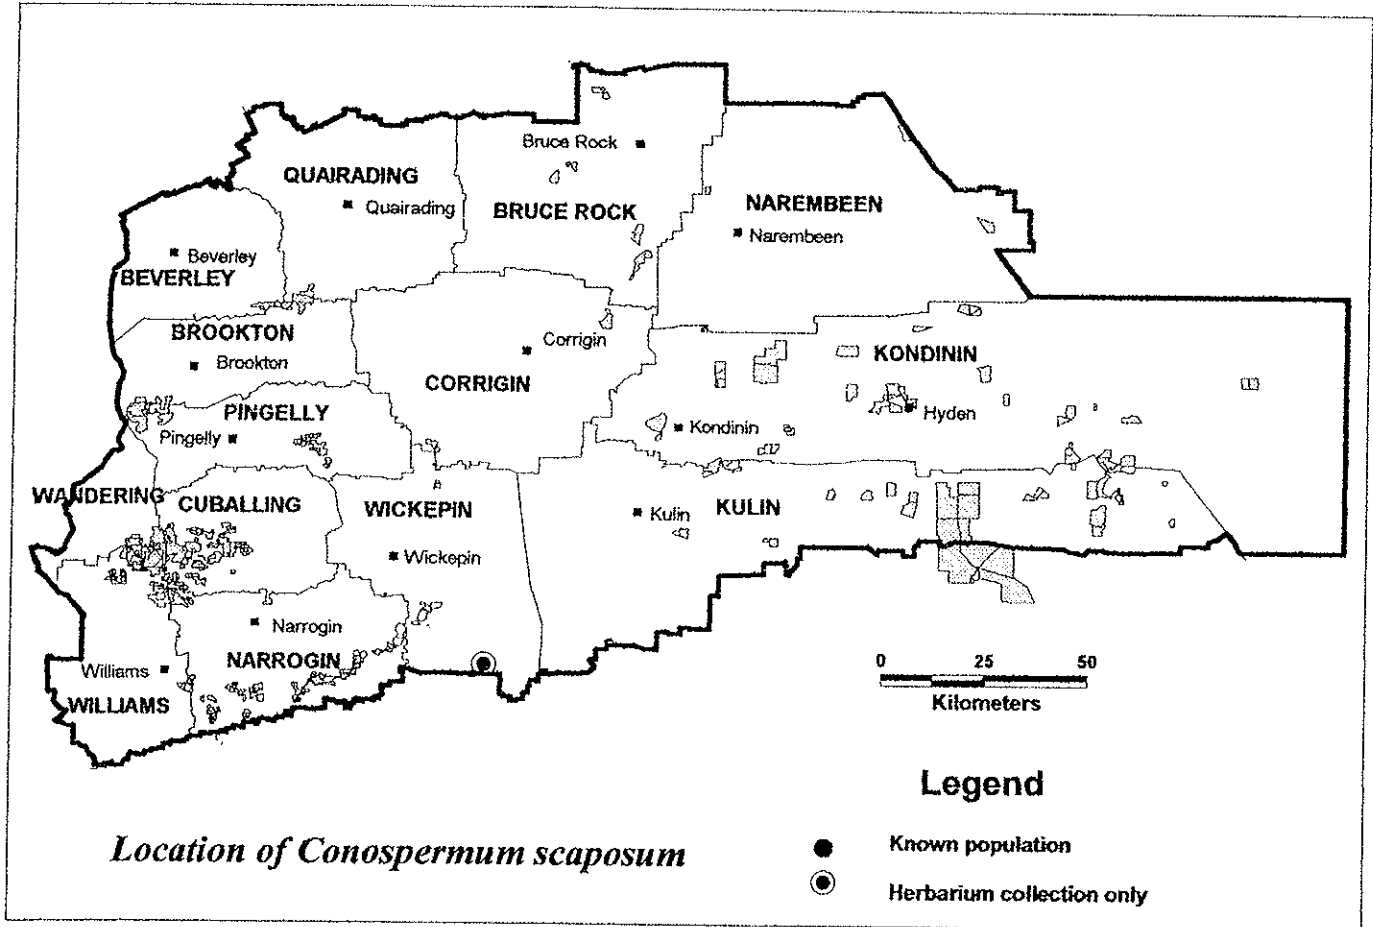 Bruce Rock
QUAIRADING
Quairading
BRUCE ROCK
NAREMBEEN
Narembeen
Beverley
BEVERLEY
BROOKTON
Brookton
Corrigin
CORRIGIN
KONDININ
Hyden
PINGELLY
Pingelly
Kondinin
WANDERING
CUBALLING
WICKEPIN
Kulin
KULIN
Wickepin
Narrogin
NARROGIN
Williams
WILLIAMS
0 25 50
Kilometers
Legend
Location of Conospermum scaposum
Known population
Herbarium collection only